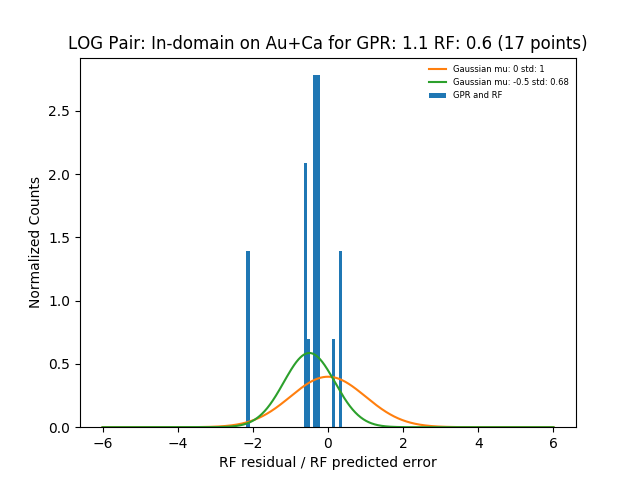 LOG Pair: In-domain on Au+Ca for GPR: 1.1 RF: 0.6 (17 points)
Gaussian mu: 0 std: 1
Gaussian mu: -0.5 std: 0.68
GPR and RF
Normalized Counts
2.5
2.0
1.5
1.0
0.5
0.0
−6 −4 −2 0 2 4 6
RF residual / RF predicted error